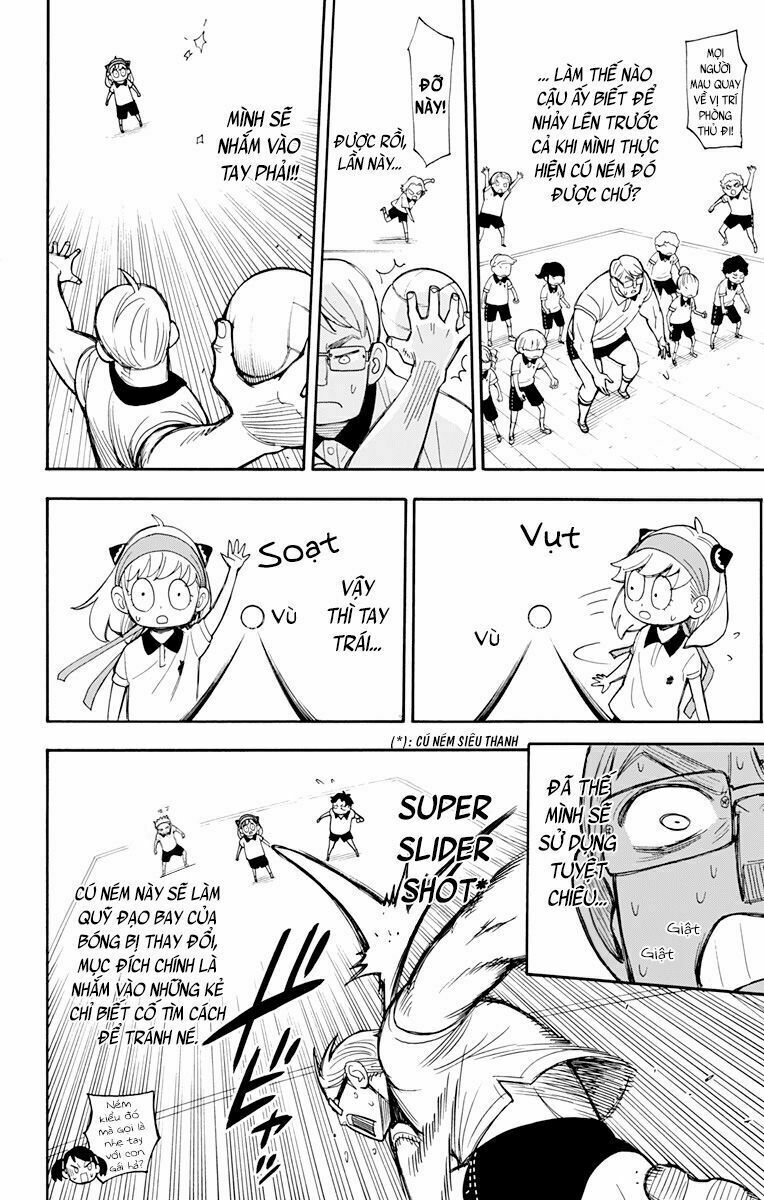 MỌI
NGƯỜI
MAU QUAY
VỀ VỊ TRÍ
PHÒNG
THỦ ĐI!
... LÀM THẾ NÀO
CẬU ẤY BIẾT ĐỂ
NHẢY LÊN TRƯỚC
CẢ KHI MÌNH THỰC
HIỆN CÚ NÉM ĐÓ
ĐƯỢC CHỨ?
ĐỠ
NÀY!
ĐƯỢC RỒI,
LẦN NÀY...
MÌNH SẼ
NHẮM VÀO
TAY PHẢI!!
Vụt
Vù
Soạt
Vù
VẬY
THÌ TAY
TRÁI...
(*): CÚ NÉM SIÊU THANH
ĐÃ THẾ
MÌNH SẼ
SỬ DỤNG
TUYỆT
CHIÊU...
Giật
Giật
SUPER
SLIDER
SHOT*
CÚ NÉM NÀY SẼ LÀM
QUỸ ĐẠO BAY CỦA
BÓNG BỊ THAY ĐỔI,
MỤC ĐÍCH CHÍNH LÀ
NHẮM VÀO NHỮNG KẺ
CHỈ BIẾT CỐ TÌM CÁCH
ĐỂ TRÁNH NÉ.
Ném
kiểu đó
mà gọi là
nhẹ tay
với con
gái hả?